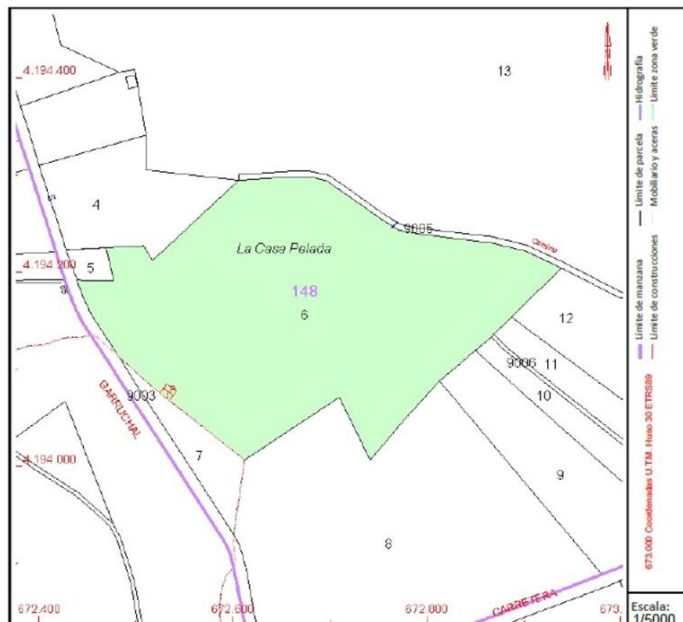 4.194.400
13
4
La Casa Pelada
9005
Camino
4.194.200
5
148
6
12
9006
11
10
9003
GARRUCHAL
7
4.194.000
9
8
CARRETERA
672.400
672.600
672.800
673.
Hidrografía
Límite zona verde
Límite de parcela
Mobiliario y aceras
Límite de manzana
Límite de construcciones
673.000 Coordenadas U.T.M. Huso 30 ETRS89
Escala:
1/5000